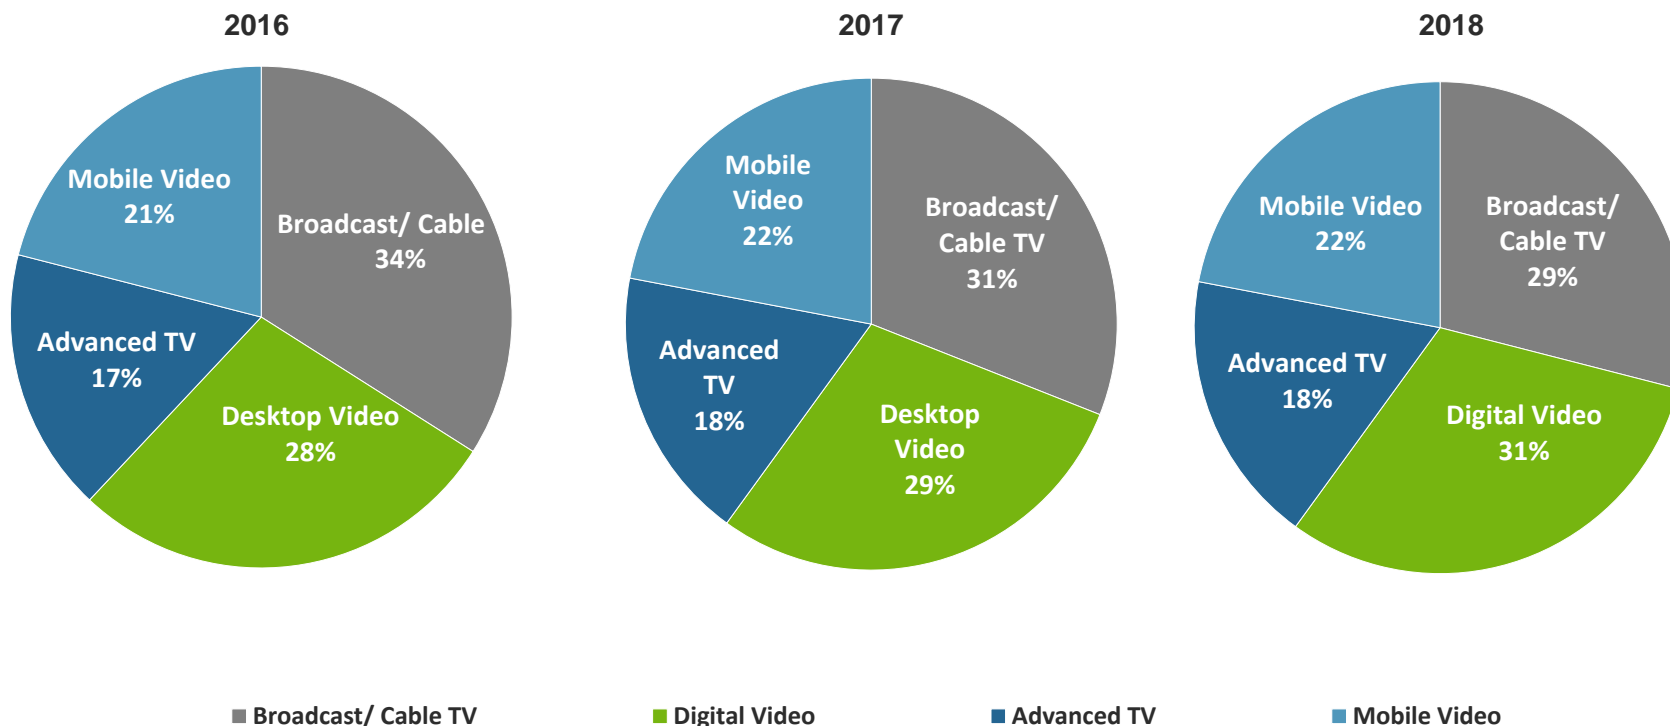 2016
Mobile Video
21%
Broadcast/ Cable
34%
Advanced TV
17%
Desktop Video
28%
2017
Mobile
Video
22%
Broadcast/
Cable TV
31%
Advanced
TV
18%
Desktop
Video
29%
2018
Mobile Video
22%
Broadcast/
Cable TV
29%
Advanced TV
18%
Digital Video
31%
Broadcast/ Cable TV
Digital Video
Advanced TV
Mobile Video